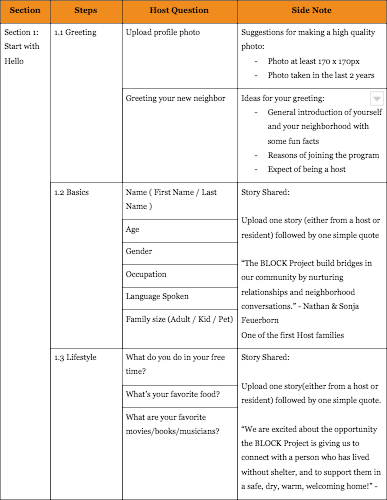 Section Steps Host Question Side Note
Section 1:
Start with
Hello
1.1 Greeting
Upload profile photo
Suggestions for making a high quality
photo:
- Photo at least 170 x 170px
- Photo taken in the last 2 years
Greeting your new neighbor
Ideas for your greeting:
- General introduction of yourself
and your neighborhood with
some fun facts
- Reasons of joining the program
- Expect of being a host
1.2 Basics
Name ( First Name / Last
Name )
Age
Gender
Occupation
Language Spoken
Family size (Adult / Kid / Pet)
Story Shared:
Upload one story (either from a host or
resident) followed by one simple quote
“The BLOCK Project build bridges in
our community by nurturing
relationships and neighborhood
conversations.” - Nathan & Sonja
Feuerborn
One of the first Host families
1.3 Lifestyle
What do you do in your free
time?
What’s your favorite food?
What are your favorite
movies/books/musicians?
Story Shared:
Upload one story(either from a host or
resident) followed by one simple quote.
“We are excited about the opportunity
the BLOCK Project is giving us to
connect with a person who has lived
without shelter, and to support them in
a safe, dry, warm, welcoming home!” -